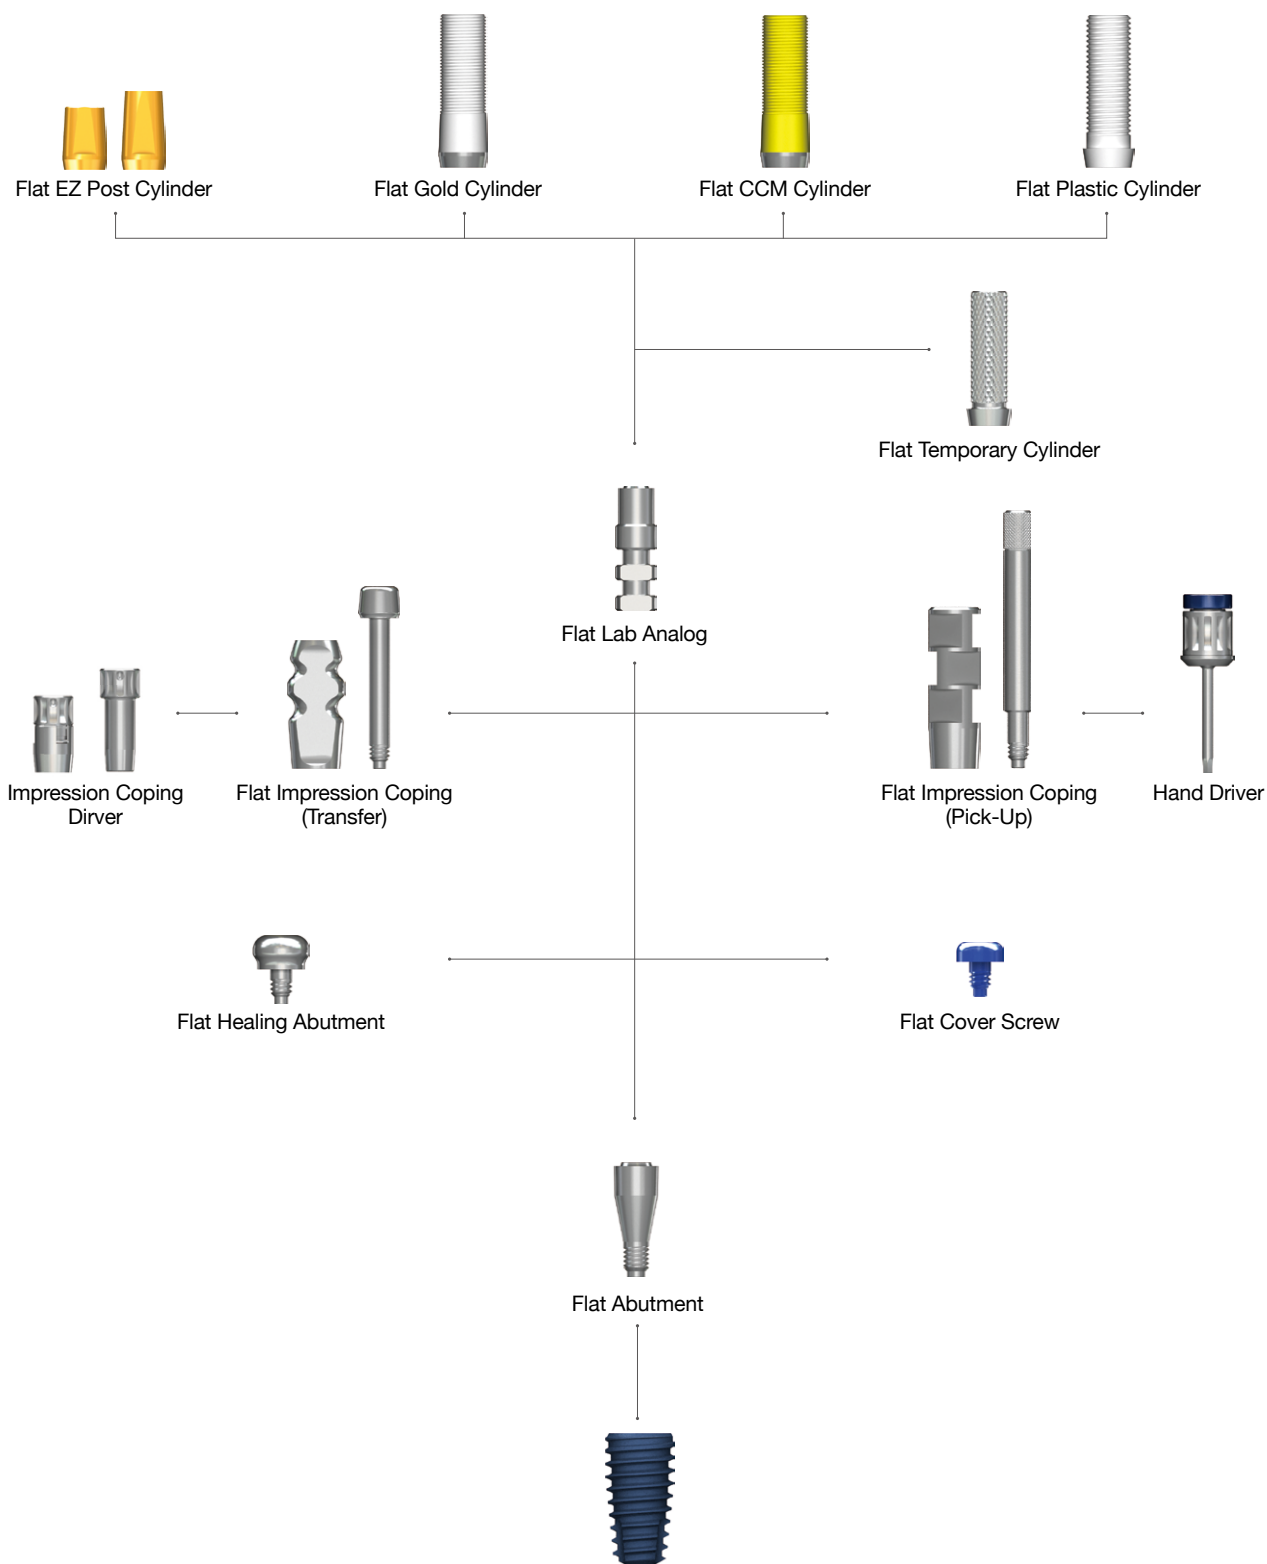 Flat EZ Post Cylinder
Flat Gold Cylinder
Flat CCM Cylinder
Flat Plastic Cylinder
Flat Temporary Cylinder
Flat Lab Analog
Impression Coping
Dirver
Flat Impression Coping
(Transfer)
Flat Impression Coping
(Pick-Up)
Hand Driver
Flat Healing Abutment
Flat Cover Screw
Flat Abutment